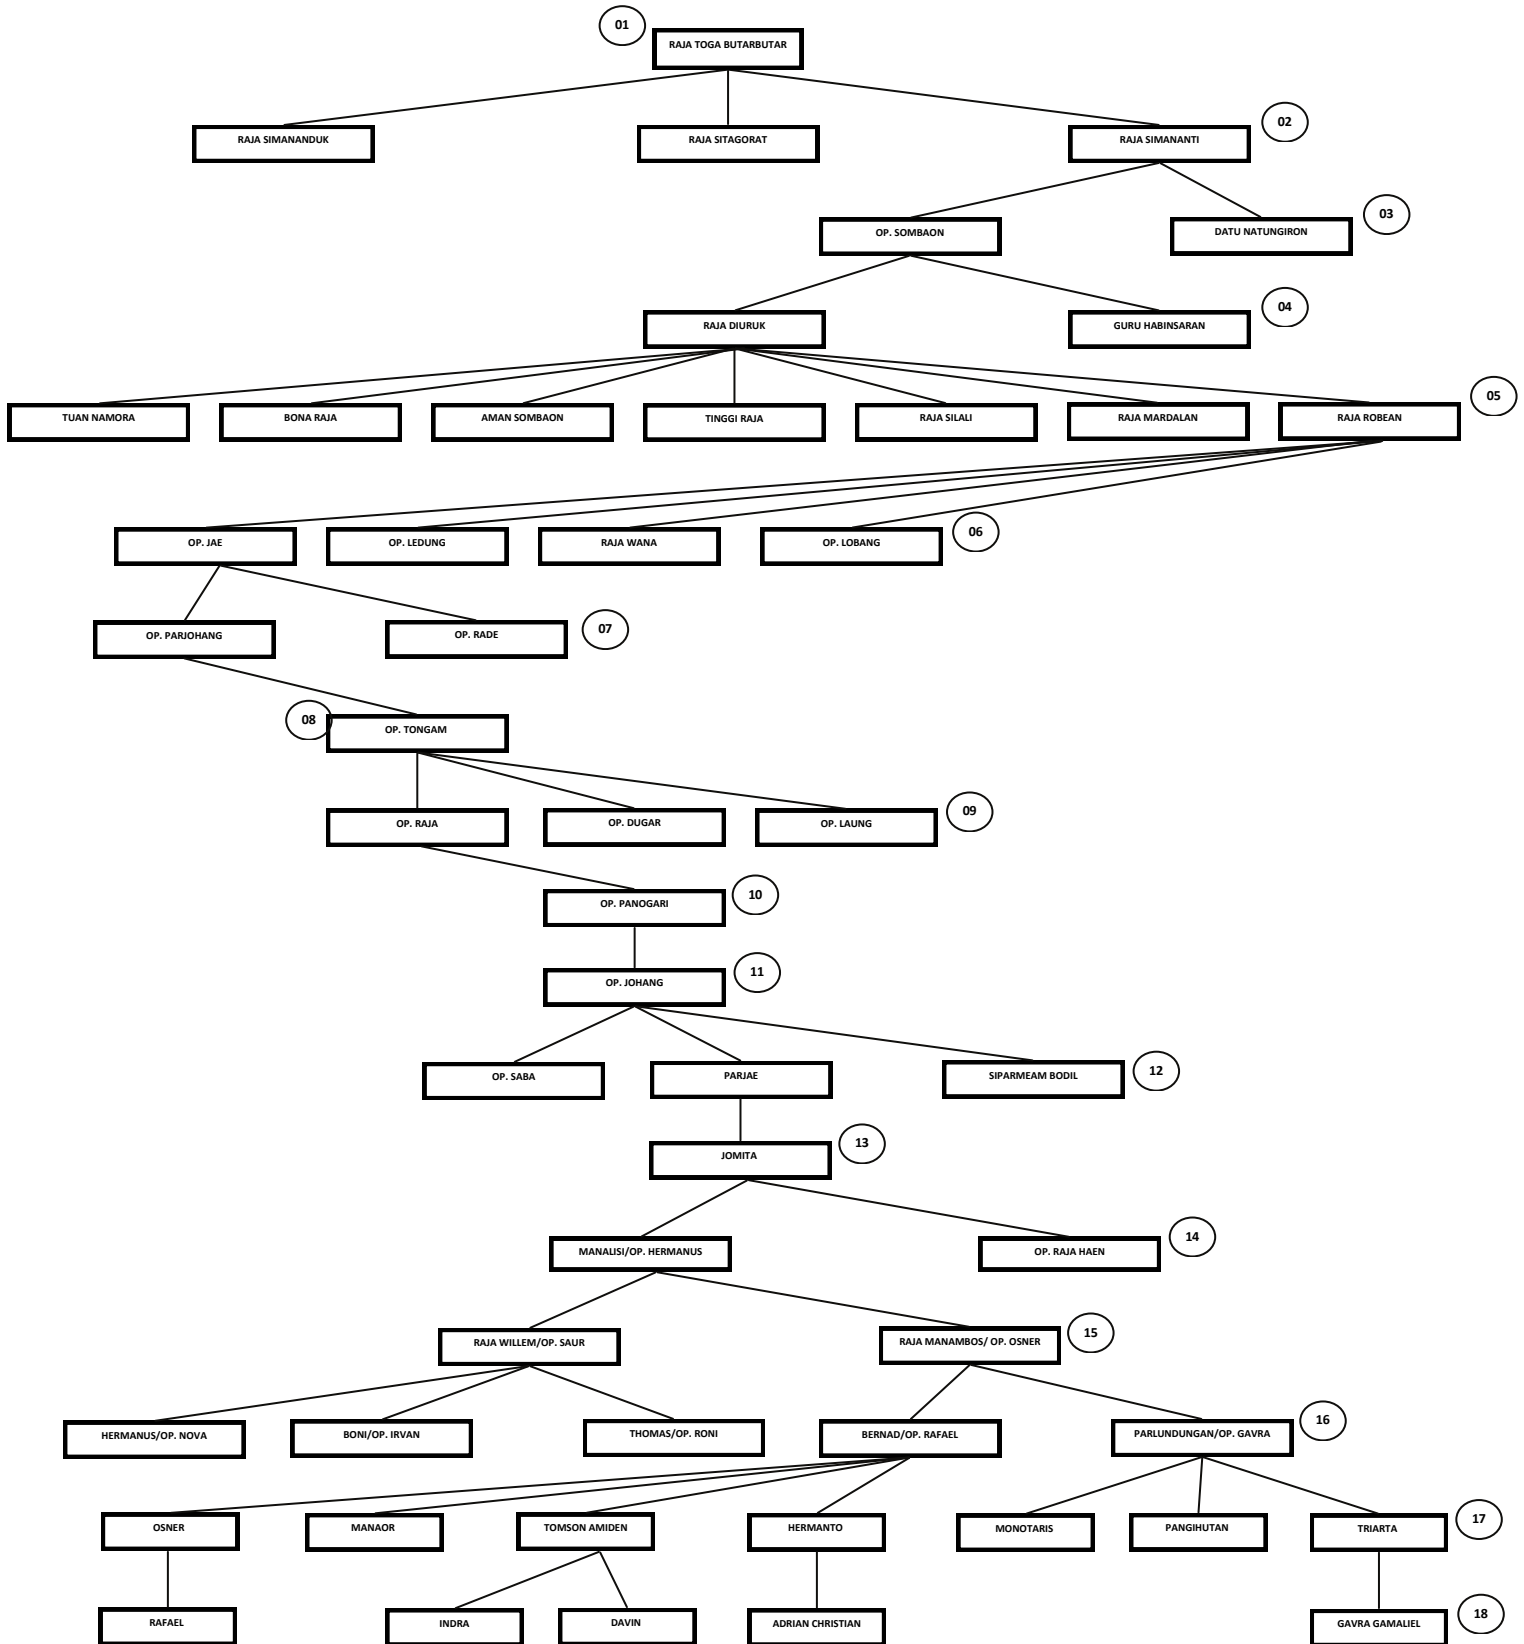 01
RAJA TOGA BUTARBUTAR
RAJA SIMANANDUK
RAJA SITAGORAT
RAJA SIMANANTI
02
OP. SOMBAON
DATU NATUNGIRON
03
RAJA DIURUK
GURU HABINSARAN
04
TUAN NAMORA
BONA RAJA
AMAN SOMBAON
TINGGI RAJA
RAJA SILALI
RAJA MARDALAN
RAJA ROBEAN
05
OP. JAE
OP. LEDUNG
RAJA WANA
OP. LOBANG
06
OP. PARJOHANG
OP. RADE
07
08
OP. TONGAM
OP. RAJA
OP. DUGAR
OP. LAUNG
09
OP. PANOGARI
10
OP. JOHANG
11
OP. SABA
PARJAE
SIPARMEAM BODIL
12
JOMITA
13
MANALISI/OP. HERMANUS
OP. RAJA HAEN
14
RAJA WILLEM/OP. SAUR
RAJA MANAMBOS/ OP. OSNER
15
HERMANUS/OP. NOVA
BONI/OP. IRVAN
THOMAS/OP. RONI
BERNAD/OP. RAFAEL
PARLUNDUNGAN/OP. GAVRA
16
OSNER
MANAOR
TOMSON AMIDEN
HERMANTO
MONOTARIS
PANGIHUTAN
TRIARTA
17
RAFAEL
INDRA
DAVIN
ADRIAN CHRISTIAN
GAVRA GAMALIEL
18